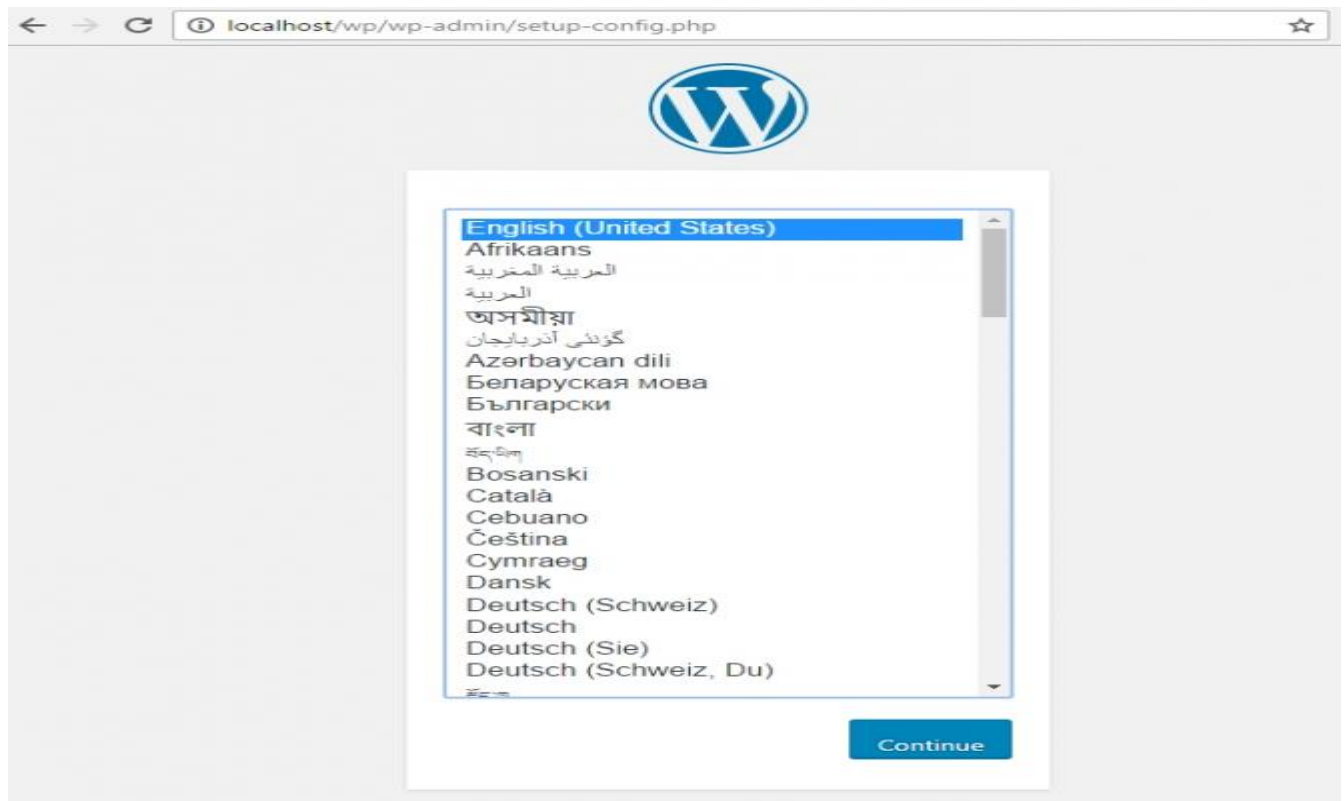 localhost/wp/wp-admin/setup-config.php
English (United States)
Afrikaans
العربية المغربية
العربية
অসমীয়া
گؤنئی آذربایجان
Azərbaycan dili
Беларуская мова
Български
বাংলা
བོད་ཡིག
Bosanski
Català
Cebuano
Čeština
Cymraeg
Dansk
Deutsch (Schweiz)
Deutsch
Deutsch (Sie)
Deutsch (Schweiz, Du)
Continue